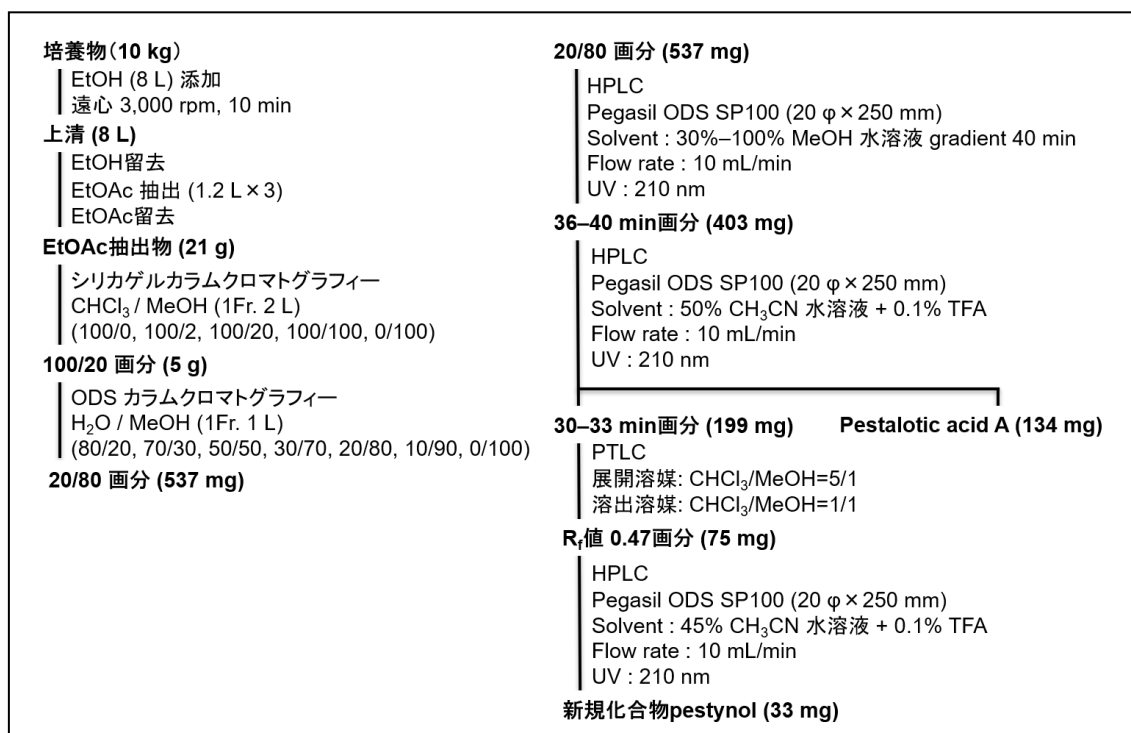 培養物（10 kg）
EtOH (8 L) 添加
遠心 3,000 rpm, 10 min
上清 (8 L)
EtOH留去
EtOAc 抽出 (1.2 L×3)
EtOAc留去
EtOAc抽出物 (21 g)
シリカゲルカラムクロマトグラフィー
CHCl₃ / MeOH (1Fr. 2 L)
(100/0, 100/2, 100/20, 100/100, 0/100)
100/20 画分 (5 g)
ODS カラムクロマトグラフィー
H₂O / MeOH (1Fr. 1 L)
(80/20, 70/30, 50/50, 30/70, 20/80, 10/90, 0/100)
20/80 画分 (537 mg)
20/80 画分 (537 mg)
HPLC
Pegasil ODS SP100 (20 φ×250 mm)
Solvent : 30%–100% MeOH 水溶液 gradient 40 min
Flow rate : 10 mL/min
UV : 210 nm
36–40 min画分 (403 mg)
HPLC
Pegasil ODS SP100 (20 φ×250 mm)
Solvent : 50% CH₃CN 水溶液 + 0.1% TFA
Flow rate : 10 mL/min
UV : 210 nm
30–33 min画分 (199 mg)
Pestalotic acid A (134 mg)
PTLC
展開溶媒: CHCl₃/MeOH=5/1
溶出溶媒: CHCl₃/MeOH=1/1
Rf値 0.47画分 (75 mg)
HPLC
Pegasil ODS SP100 (20 φ×250 mm)
Solvent : 45% CH₃CN 水溶液 + 0.1% TFA
Flow rate : 10 mL/min
UV : 210 nm
新規化合物pestynol (33 mg)